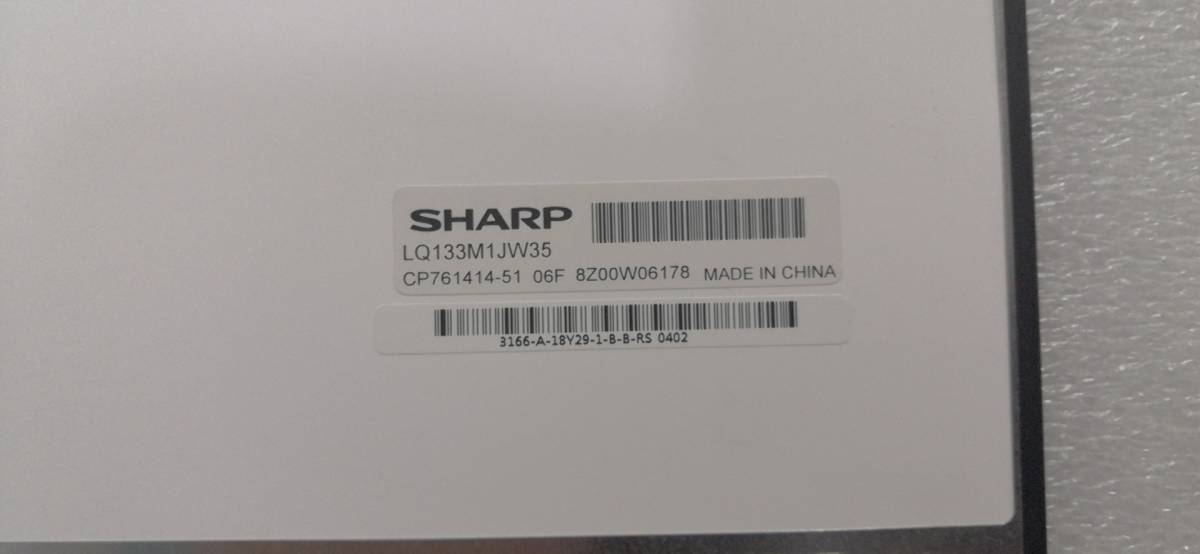 SHARP
LQ133M1JW35
CP761414-51 06F 8Z00W06178 MADE IN CHINA
3166-A-18Y29-1-B-B-RS 0402